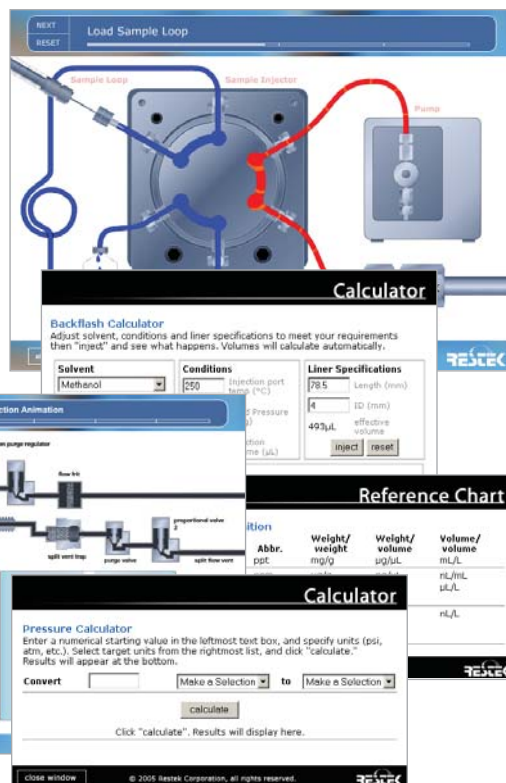 NEXT
RESET
Load Sample Loop
Sample Loop
Sample Injector
Pump
RESTEK
Calculator
Backflash Calculator
Adjust solvent, conditions and liner specifications to meet your requirements
then "inject" and see what happens. Volumes will calculate automatically.
Solvent
Methanol
Conditions
250
Injection port
temp (°C)
Pressure
(µL)
Liner Specifications
78.5 Length (mm)
4 ID (mm)
493µL effective
volume
inject reset
ction Animation
purge regulator
flow frit
split vent trap
purge valve
proportional valve
2
split flow vent
Reference Chart
ition
Abbr. Weight/ weight Weight/ volume Volume/ volume
ppt mg/g µg/µL mL/L
nL/mL
µL/L
nL/L
RESTEK
Calculator
Pressure Calculator
Enter a numerical starting value in the leftmost text box, and specify units (psi,
atm, etc.). Select target units from the rightmost list, and click "calculate."
Results will appear at the bottom.
Convert Make a Selection to Make a Selection
calculate
Click "calculate". Results will display here.
close window © 2005 Restek Corporation, all rights reserved. RESTEK